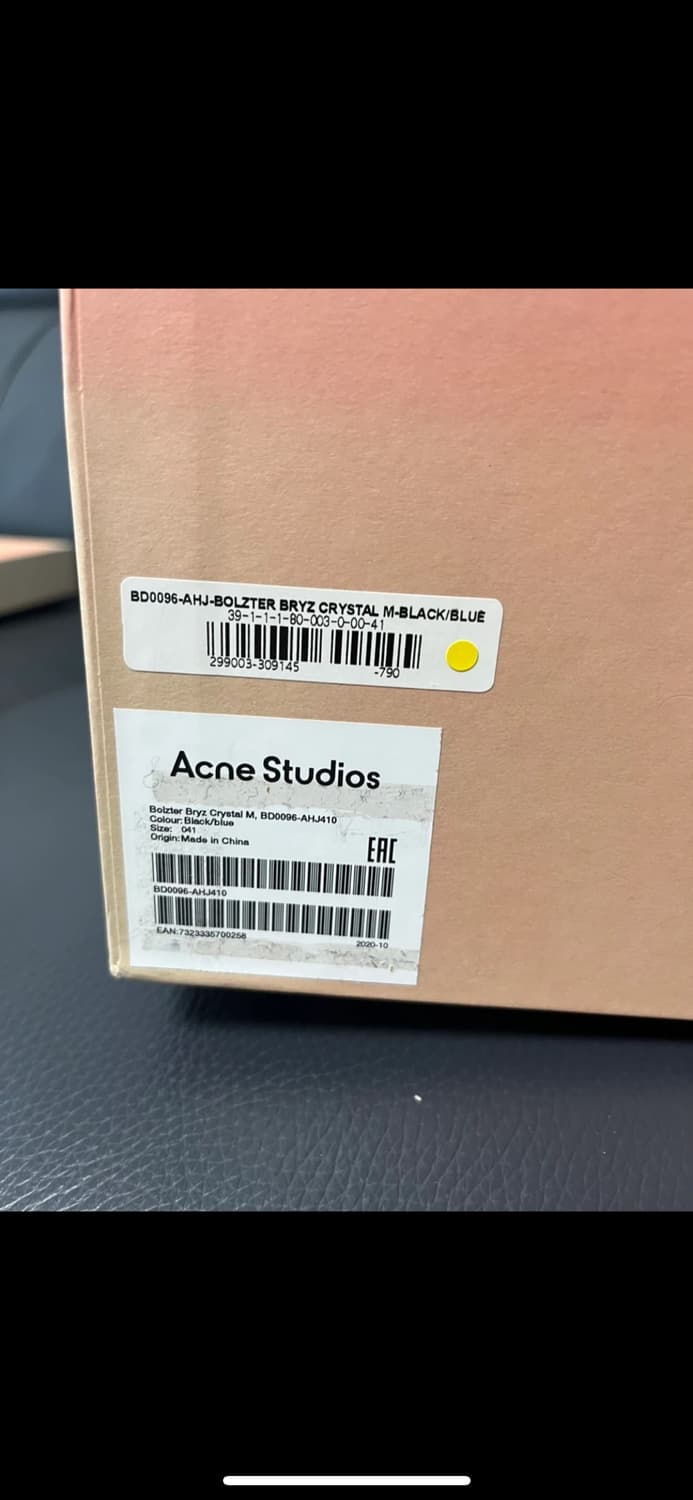 BD0096-AHJ-BOLZTER BRYZ CRYSTAL M-BLACK/BLUE
39-1-1-1-80-003-0-00-41
299003-309145 -790
Acne Studios
Bolzter Bryz Crystal M, BD0096-AHJ410
Colour: Black/blue
Size: 041
Origin: Made in China
EAC
BD0096-AHJ410
EAN:7323335700256
2020-10